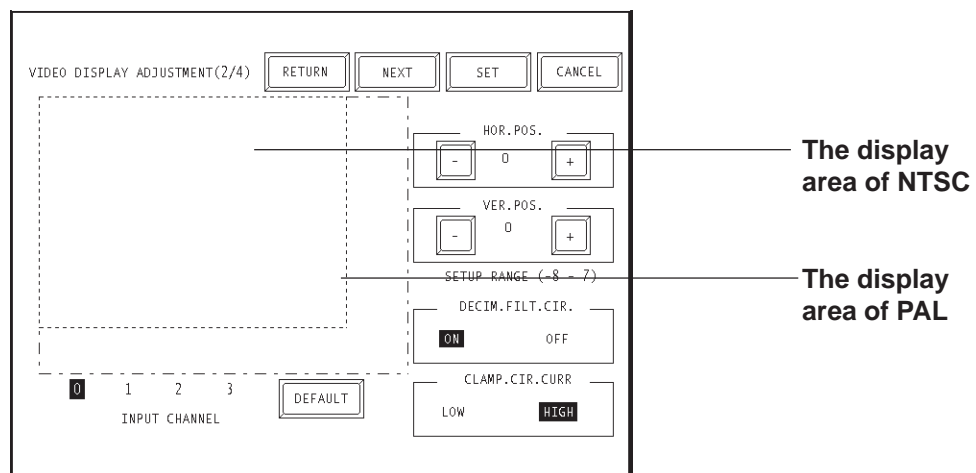 VIDEO DISPLAY ADJUSTMENT(2/4) RETURN NEXT SET CANCEL
HOR.POS.
- 0 +
VER.POS.
- 0 +
SETUP RANGE (-8 - 7)
DECIM.FILT.CIR.
ON OFF
CLAMP.CIR.CURR
LOW HIGH
0 1 2 3
INPUT CHANNEL
DEFAULT
The display
area of NTSC
The display
area of PAL